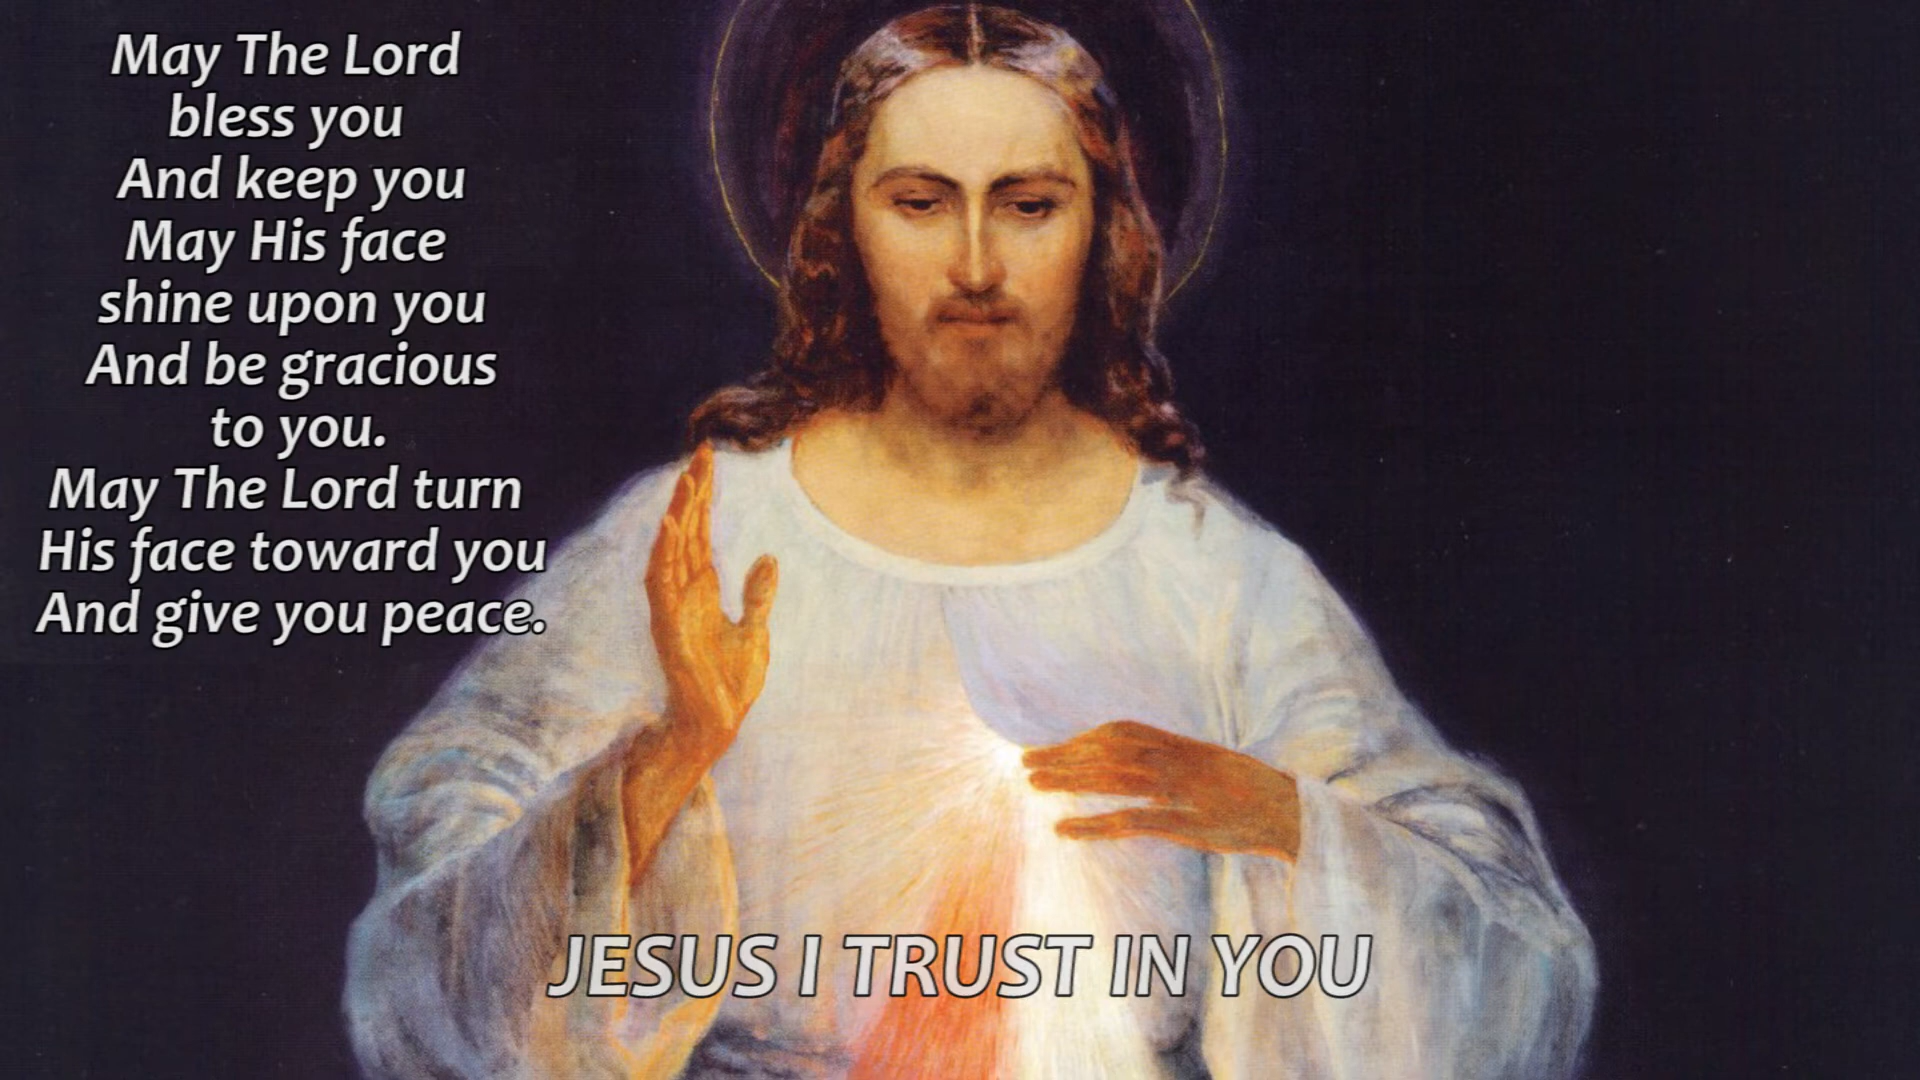 May The Lord
bless you
And keep you
May His face
shine upon you
And be gracious
to you.
May The Lord turn
His face toward you
And give you peace.
JESUS I TRUST IN YOU